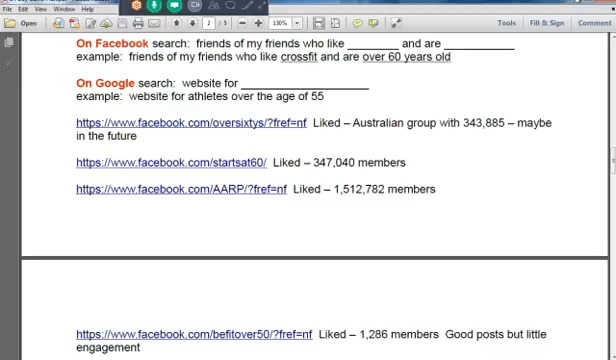 File Edit View Window Help
Open
2 / 5
130%
Tools Fill & Sign Comment
On Facebook search: friends of my friends who like __________ and are ____________
example: friends of my friends who like crossfit and are over 60 years old
On Google search: website for ______________________
example: website for athletes over the age of 55
https://www.facebook.com/oversixtys/?fref=nf Liked – Australian group with 343,885 – maybe
in the future
https://www.facebook.com/startsat60/ Liked – 347,040 members
https://www.facebook.com/AARP/?fref=nf Liked – 1,512,782 members
https://www.facebook.com/befitover50/?fref=nf Liked – 1,286 members Good posts but little
engagement